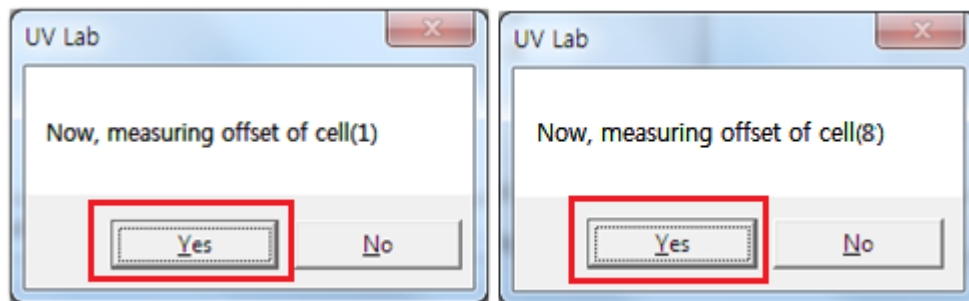 UV Lab
Now, measuring offset of cell(1)
Yes
No
UV Lab
Now, measuring offset of cell(8)
Yes
No